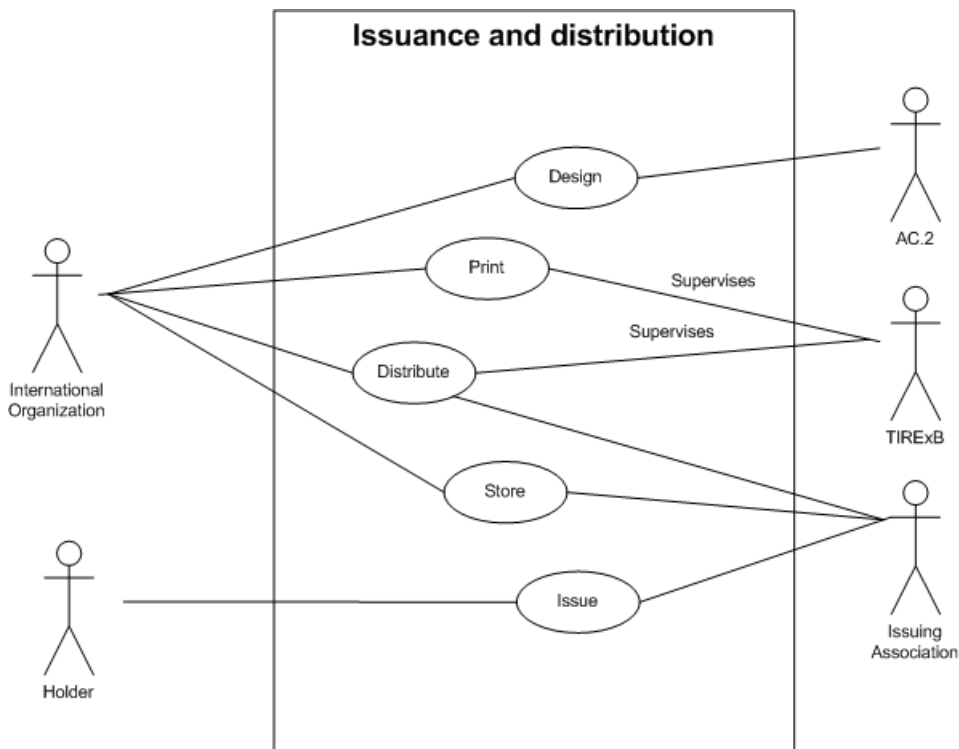 Issuance and distribution
Design
AC.2
Print
Supervises
Supervises
Distribute
International
Organization
TIRExB
Store
Issue
Issuing
Association
Holder